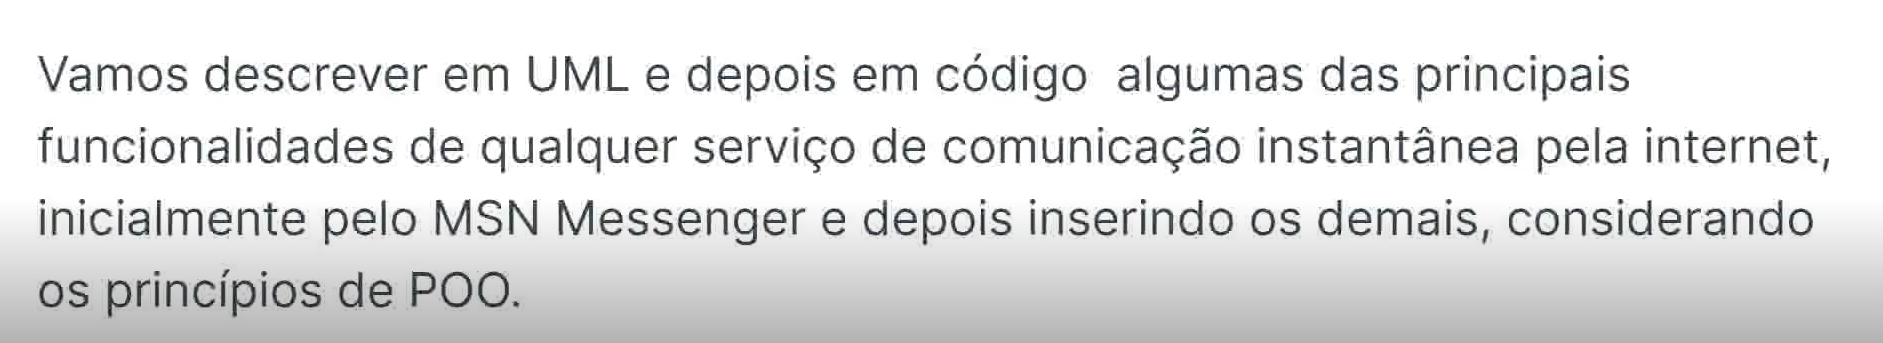 Vamos descrever em UML e depois em código  algumas das principais
funcionalidades de qualquer serviço de comunicação instantânea pela internet,
inicialmente pelo MSN Messenger e depois inserindo os demais, considerando
os princípios de POO.